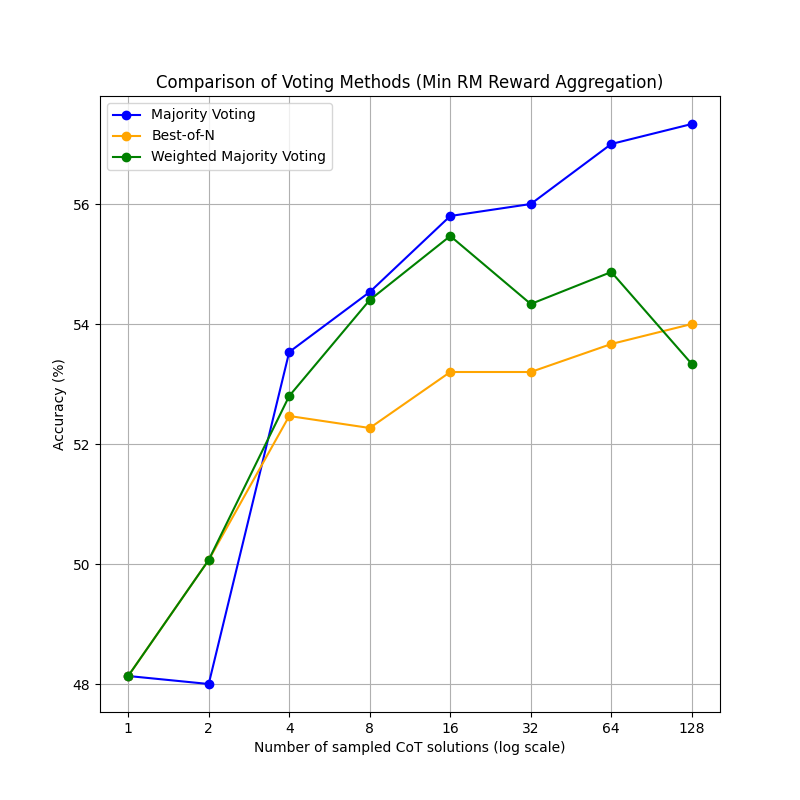 Comparison of Voting Methods (Min RM Reward Aggregation)
Majority Voting
Best-of-N
Weighted Majority Voting
Accuracy (%)
56
54
52
50
48
1 2 4 8 16 32 64 128
Number of sampled CoT solutions (log scale)